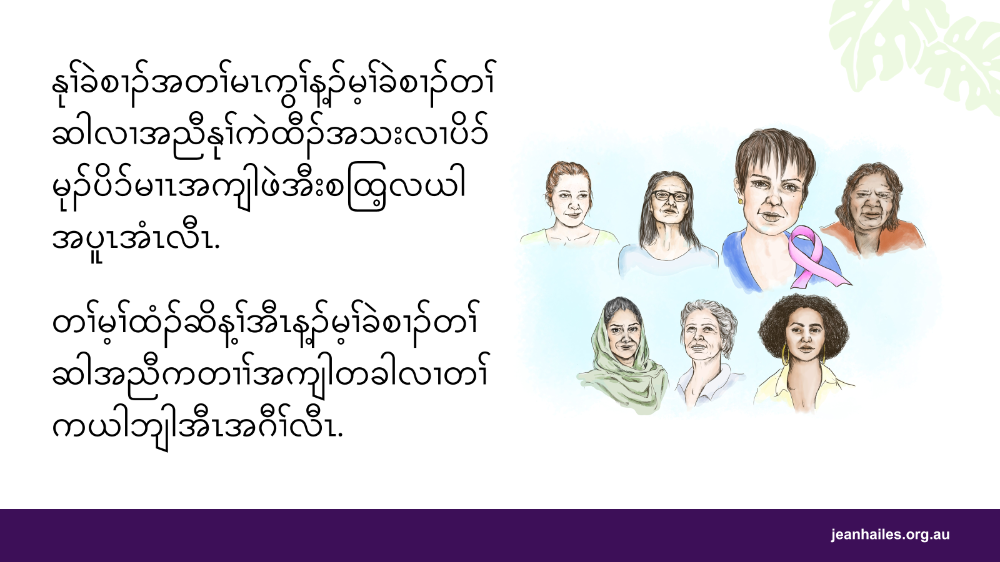 နုၢ်ခဲစၢၣ်အတၢ်မၤကွၢ်န့ၣ်မ့ၢ်ခဲစၢၣ်တၢ်
ဆါလၢအညီနုၢ်ကဲထီၣ်အသးလၢပိာ်
မုၣ်ပိာ်မၢၤအကျါဖဲအီးစထြ့လယါ
အပူၤအံၤလီၤ.
တၢ်မ့ၢ်ထံၣ်ဆိန့ၢ်အီၤန့ၣ်မ့ၢ်ခဲစၢၣ်တၢ်
ဆါအညီကတၢၢ်အကျါတခါလၢတၢ်
ကယါဘျါအီၤအဂီၢ်လီၤ.
jeanhailes.org.au